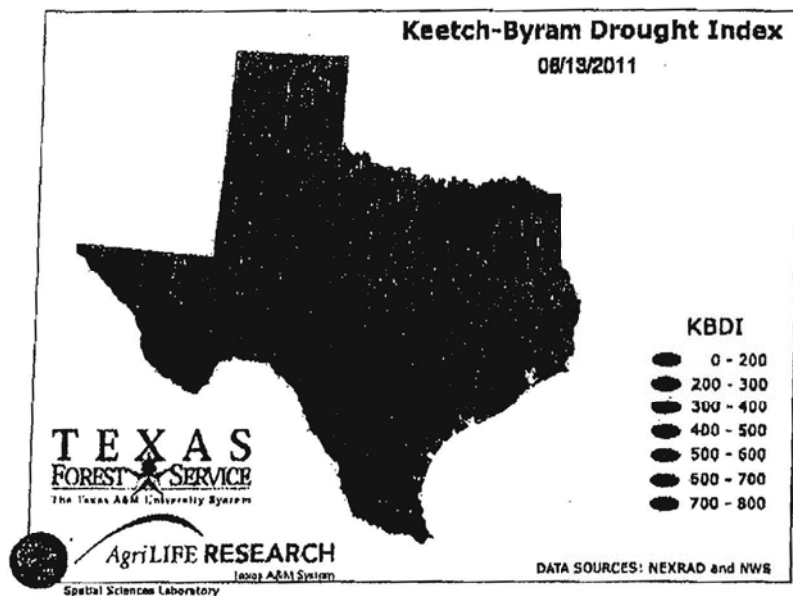 Keetch-Byram Drought Index
06/13/2011
KBDI
0 - 200
200 - 300
300 - 400
400 - 500
500 - 600
600 - 700
700 - 800
TEXAS
FOREST SERVICE
The Texas A&M University System
AgriLIFE RESEARCH
Texas A&M System
Spatial Sciences Laboratory
DATA SOURCES: NEXRAD and NWS